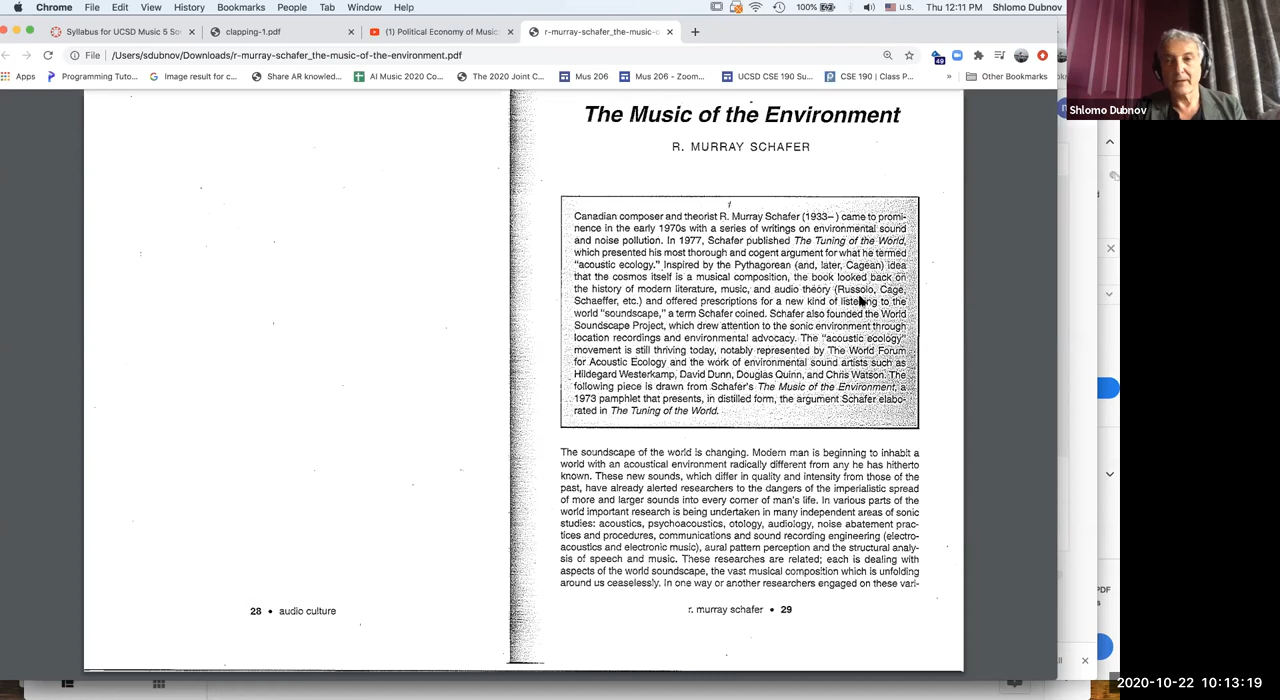 Chrome File Edit View History Bookmarks People Tab Window Help 100% U.S. Thu 12:11 PM Shlomo Dubnov
Syllabus for UCSD Music 5 So clapping-1.pdf (1) Political Economy of Music r-murray-schafer_the-music-o
File /Users/sdubnov/Downloads/r-murray-schafer_the-music-of-the-environment.pdf
49
Apps Programming Tuto... Image result for c... Share AR knowled... AI Music 2020 Co... The 2020 Joint C... Mus 206 Mus 206 - Zoom... UCSD CSE 190 Su... CSE 190 | Class P... » Other Bookmarks
Shlomo Dubnov
The Music of the Environment
R. MURRAY SCHAFER
Canadian composer and theorist R. Murray Schafer (1933– ) came to promi-
nence in the early 1970s with a series of writings on environmental sound
and noise pollution. In 1977, Schafer published The Tuning of the World,
which presented his most thorough and cogent argument for what he termed
“acoustic ecology.” Inspired by the Pythagorean (and, later, Cagean) idea
that the cosmos itself is a musical composition, the book looked back on
the history of modern literature, music, and audio theory (Russolo, Cage,
Schaeffer, etc.) and offered prescriptions for a new kind of listening to the
world “soundscape,” a term Schafer coined. Schafer also founded the World
Soundscape Project, which drew attention to the sonic environment through
location recordings and environmental advocacy. The “acoustic ecology”
movement is still thriving today, notably represented by The World Forum
for Acoustic Ecology and the work of environmental sound artists such as
Hildegard Westerkamp, David Dunn, Douglas Quinn, and Chris Watson. The
following piece is drawn from Schafer's The Music of the Environment, a
1973 pamphlet that presents, in distilled form, the argument Schafer elabo-
rated in The Tuning of the World.
The soundscape of the world is changing. Modern man is beginning to inhabit a
world with an acoustical environment radically different from any he has hitherto
known. These new sounds, which differ in quality and intensity from those of the
past, have already alerted researchers to the dangers of the imperialistic spread
of more and larger sounds into every corner of man's life. In various parts of the
world important research is being undertaken in many independent areas of sonic
studies: acoustics, psychoacoustics, otology, audiology, noise abatement prac-
tices and procedures, communications and sound recording engineering (electro-
acoustics and electronic music), aural pattern perception and the structural analy-
sis of speech and music. These researches are related; each is dealing with
aspects of the world soundscape, the vast musical composition which is unfolding
around us ceaselessly. In one way or another researchers engaged on these vari-
28 • audio culture
r. murray schafer • 29
PDF
2020-10-22 10:13:19